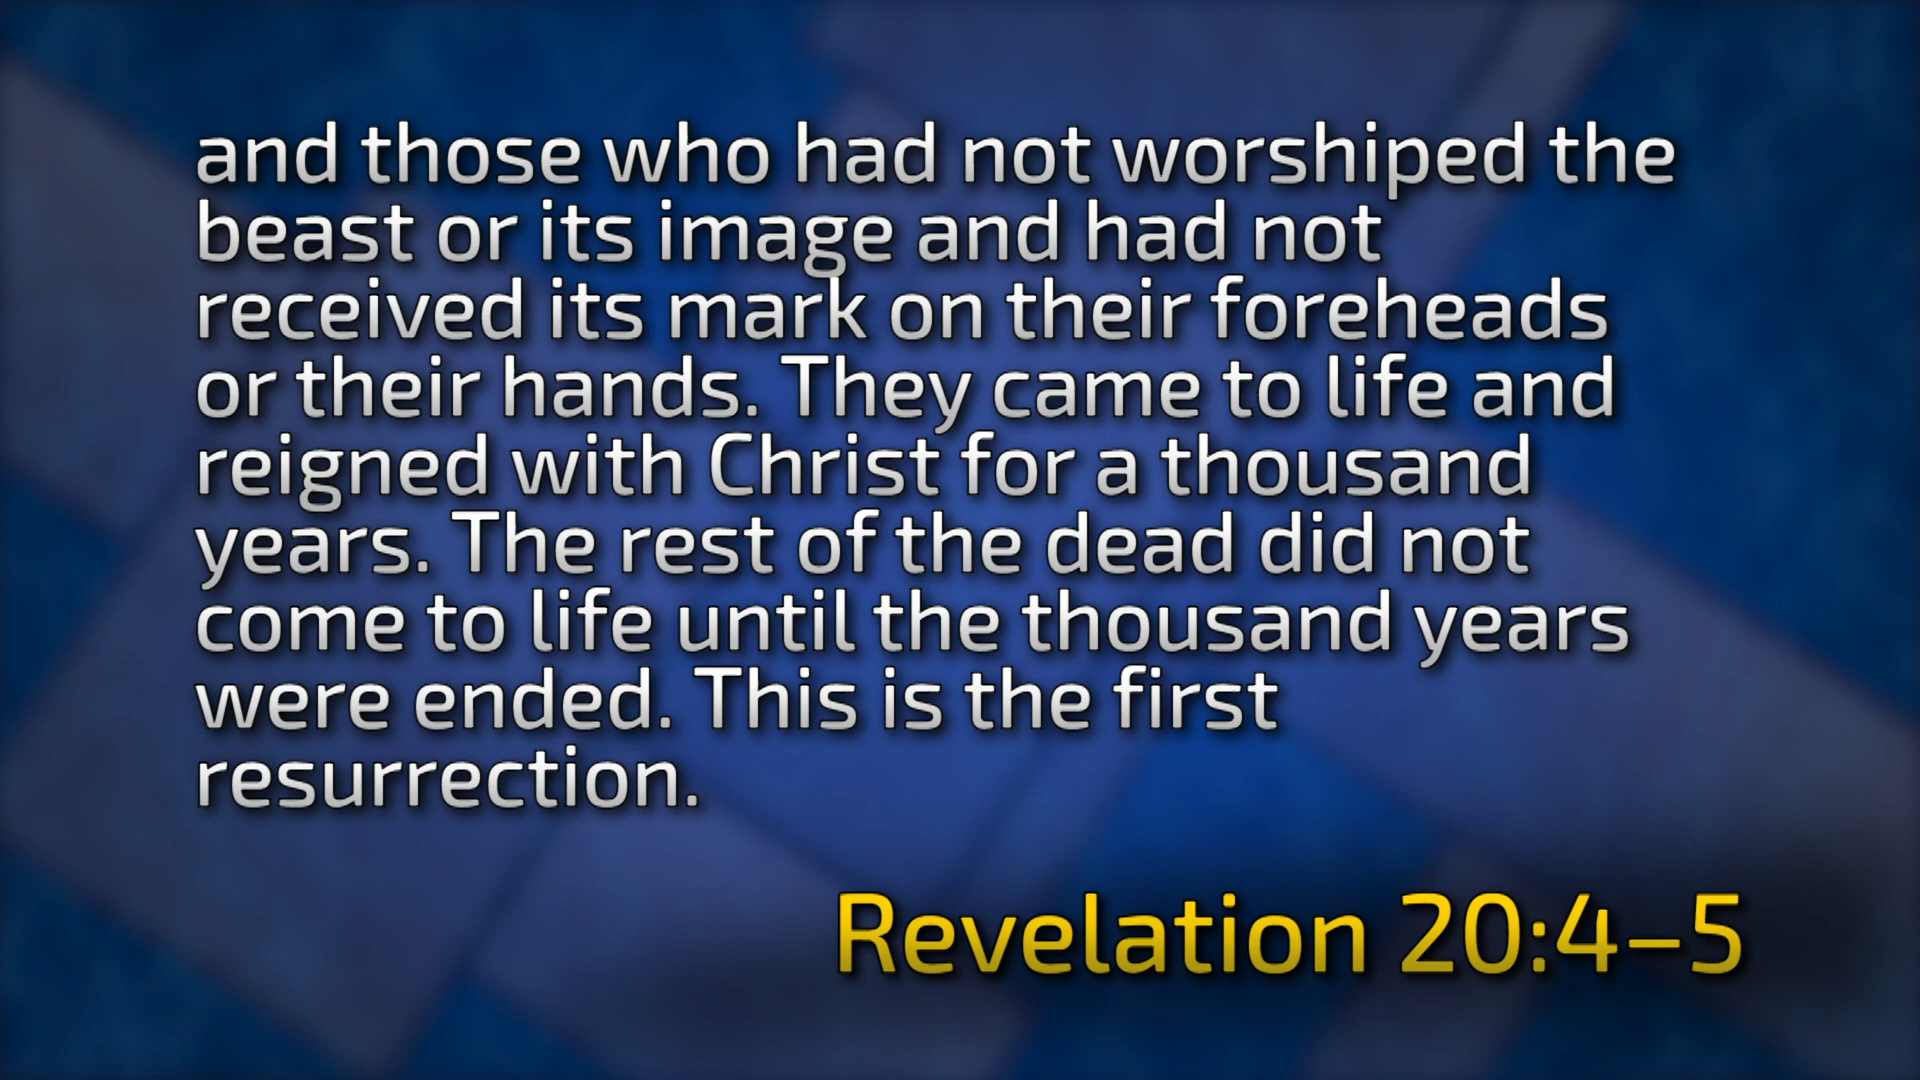 and those who had not worshiped the
beast or its image and had not
received its mark on their foreheads
or their hands. They came to life and
reigned with Christ for a thousand
years. The rest of the dead did not
come to life until the thousand years
were ended. This is the first
resurrection.
Revelation 20:4–5